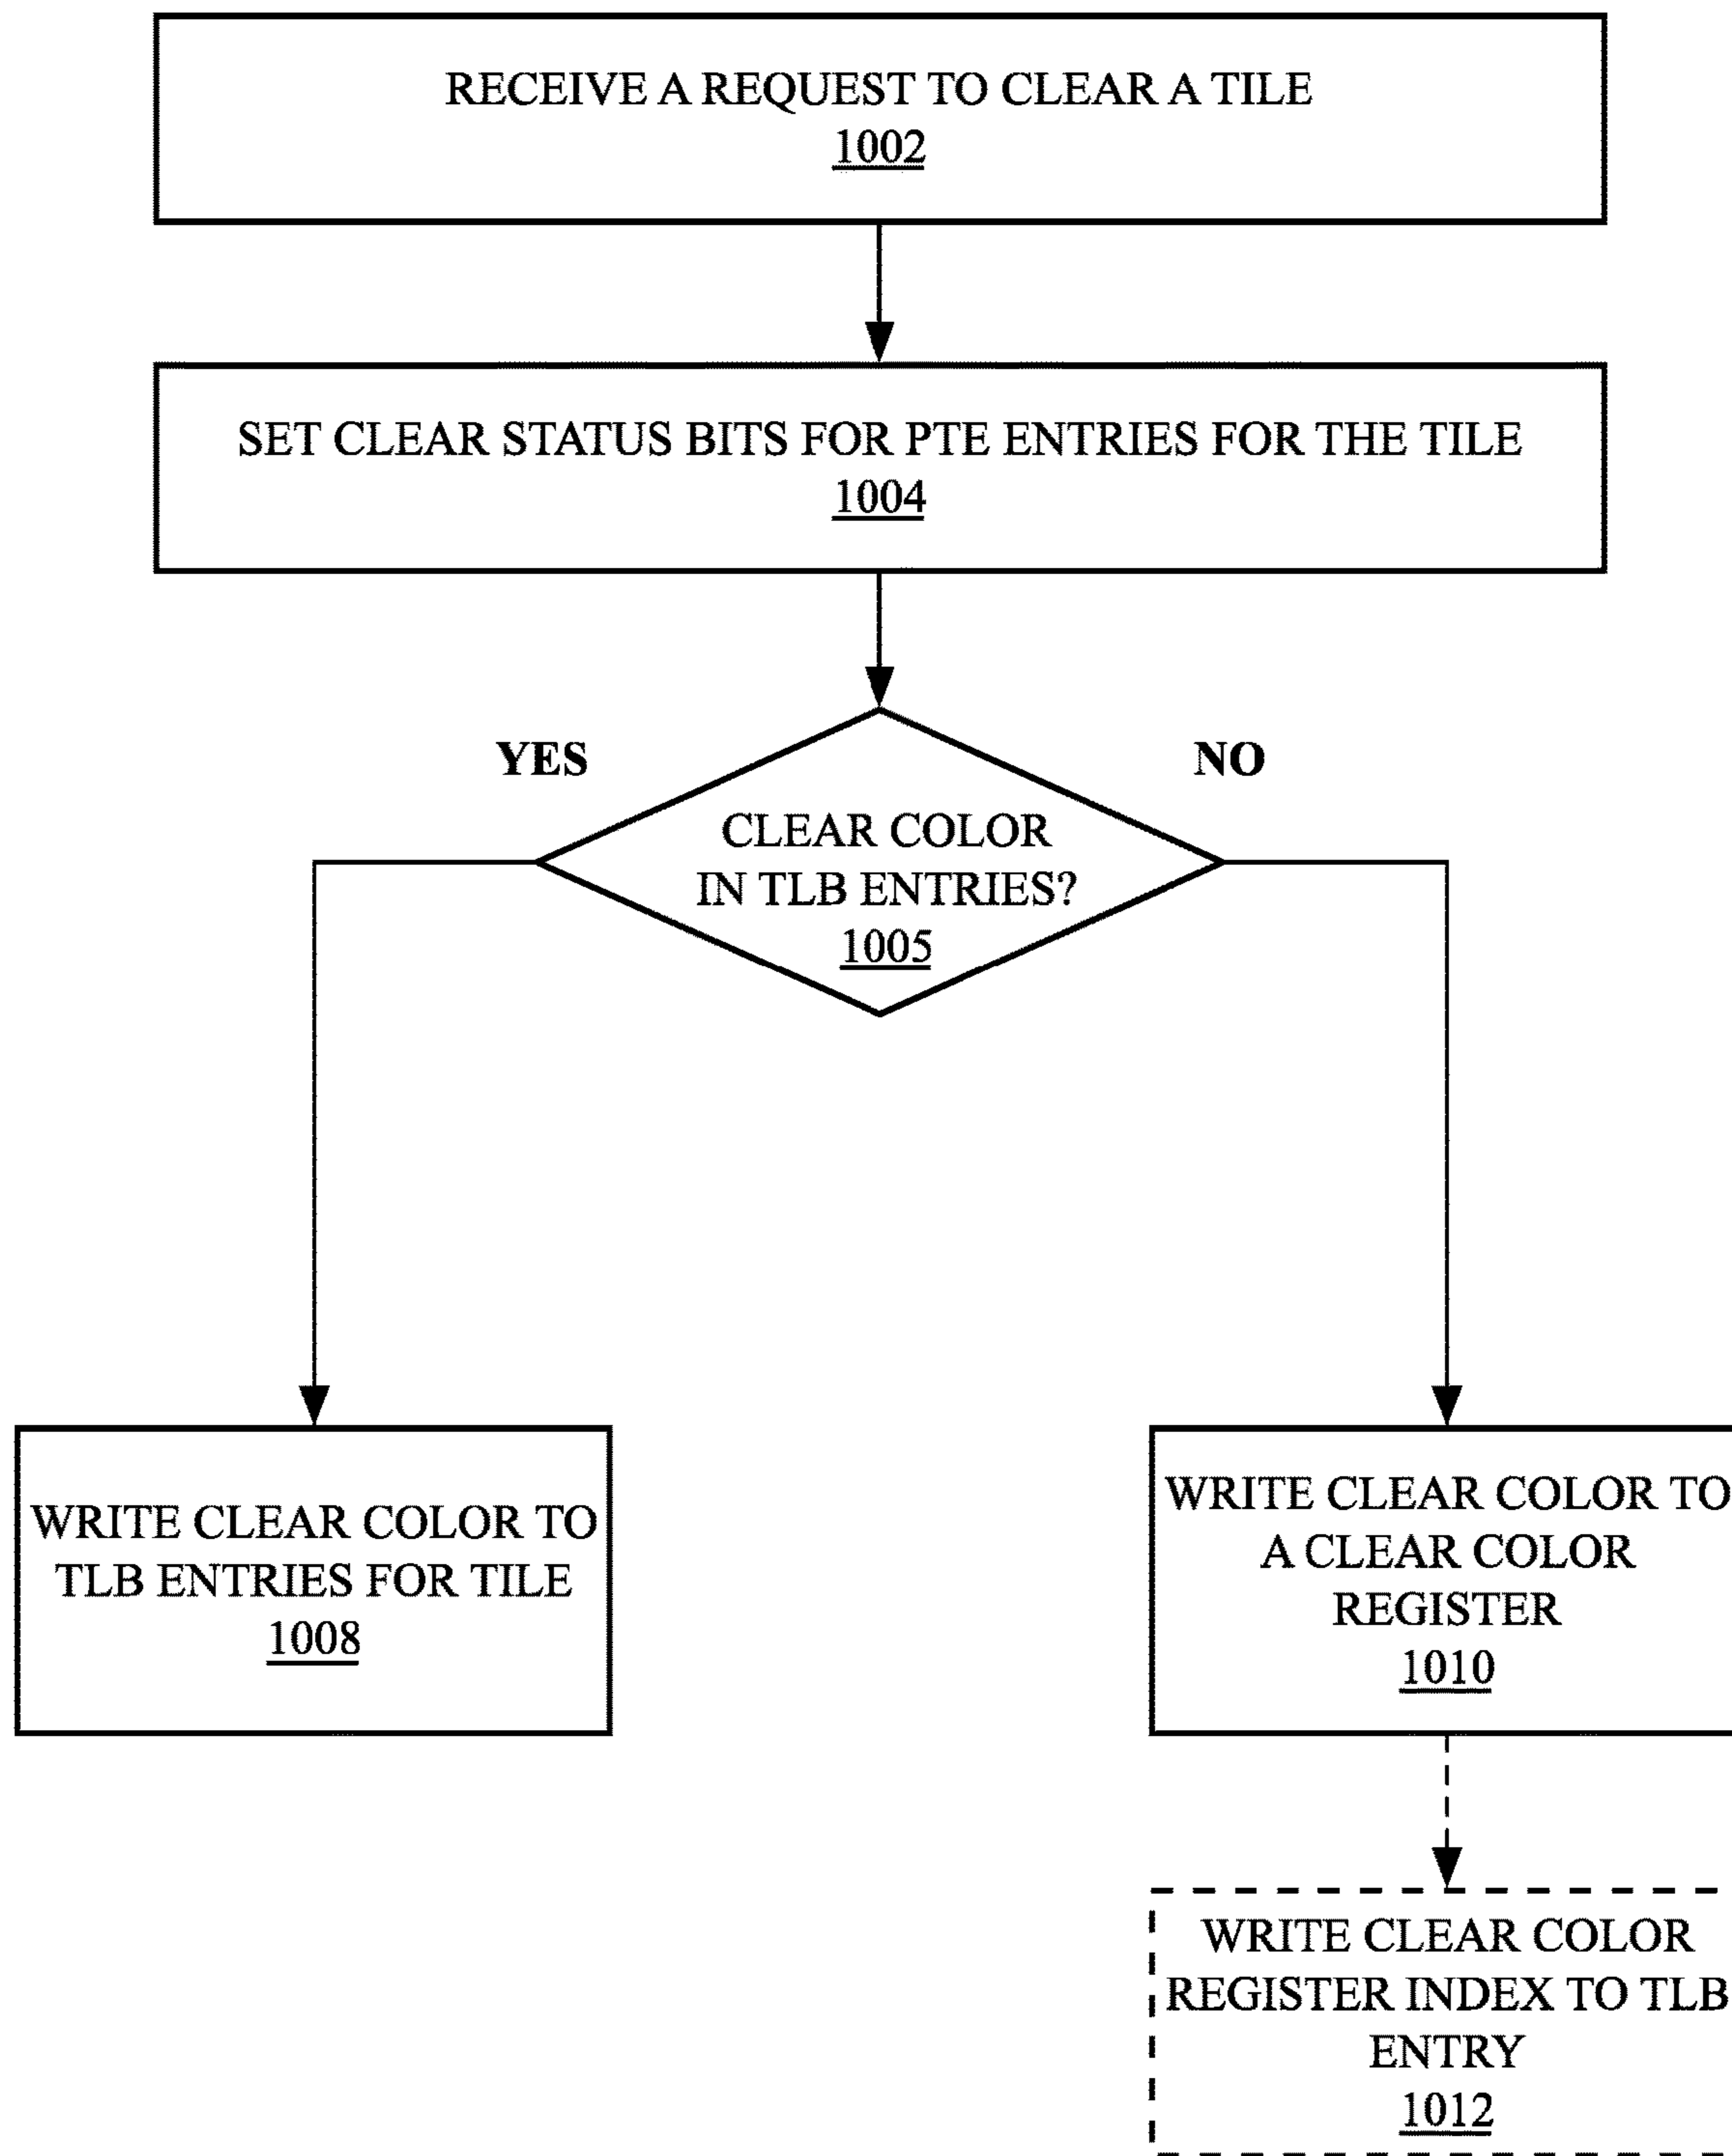 RECEIVE A REQUEST TO CLEAR A TILE
1002
SET CLEAR STATUS BITS FOR PTE ENTRIES FOR THE TILE
1004
YES
NO
CLEAR COLOR
IN TLB ENTRIES?
1005
WRITE CLEAR COLOR TO
TLB ENTRIES FOR TILE
1008
WRITE CLEAR COLOR TO
A CLEAR COLOR
REGISTER
1010
WRITE CLEAR COLOR
REGISTER INDEX TO TLB
ENTRY
1012